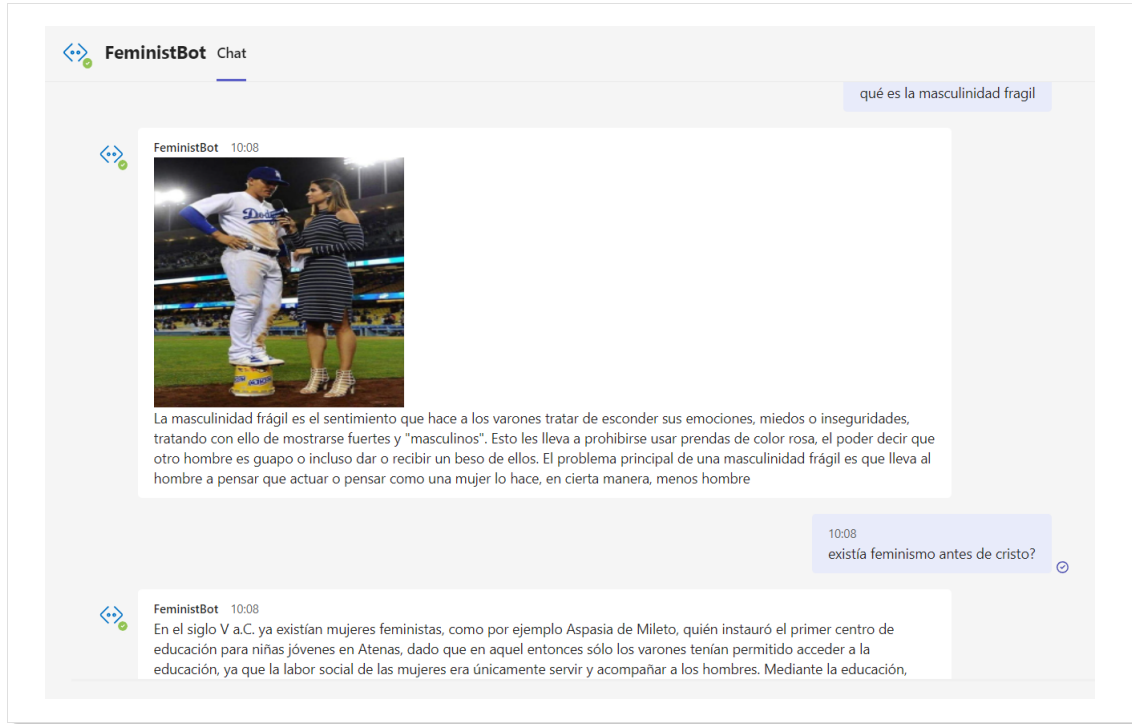 FeministBot Chat
qué es la masculinidad fragil
FeministBot 10:08
Dodgers
La masculinidad frágil es el sentimiento que hace a los varones tratar de esconder sus emociones, miedos o inseguridades,
tratando con ello de mostrarse fuertes y "masculinos". Esto les lleva a prohibirse usar prendas de color rosa, el poder decir que
otro hombre es guapo o incluso dar o recibir un beso de ellos. El problema principal de una masculinidad frágil es que lleva al
hombre a pensar que actuar o pensar como una mujer lo hace, en cierta manera, menos hombre
10:08
existía feminismo antes de cristo?
FeministBot 10:08
En el siglo V a.C. ya existían mujeres feministas, como por ejemplo Aspasia de Mileto, quién instauró el primer centro de
educación para niñas jóvenes en Atenas, dado que en aquel entonces sólo los varones tenían permitido acceder a la
educación, ya que la labor social de las mujeres era únicamente servir y acompañar a los hombres. Mediante la educación,